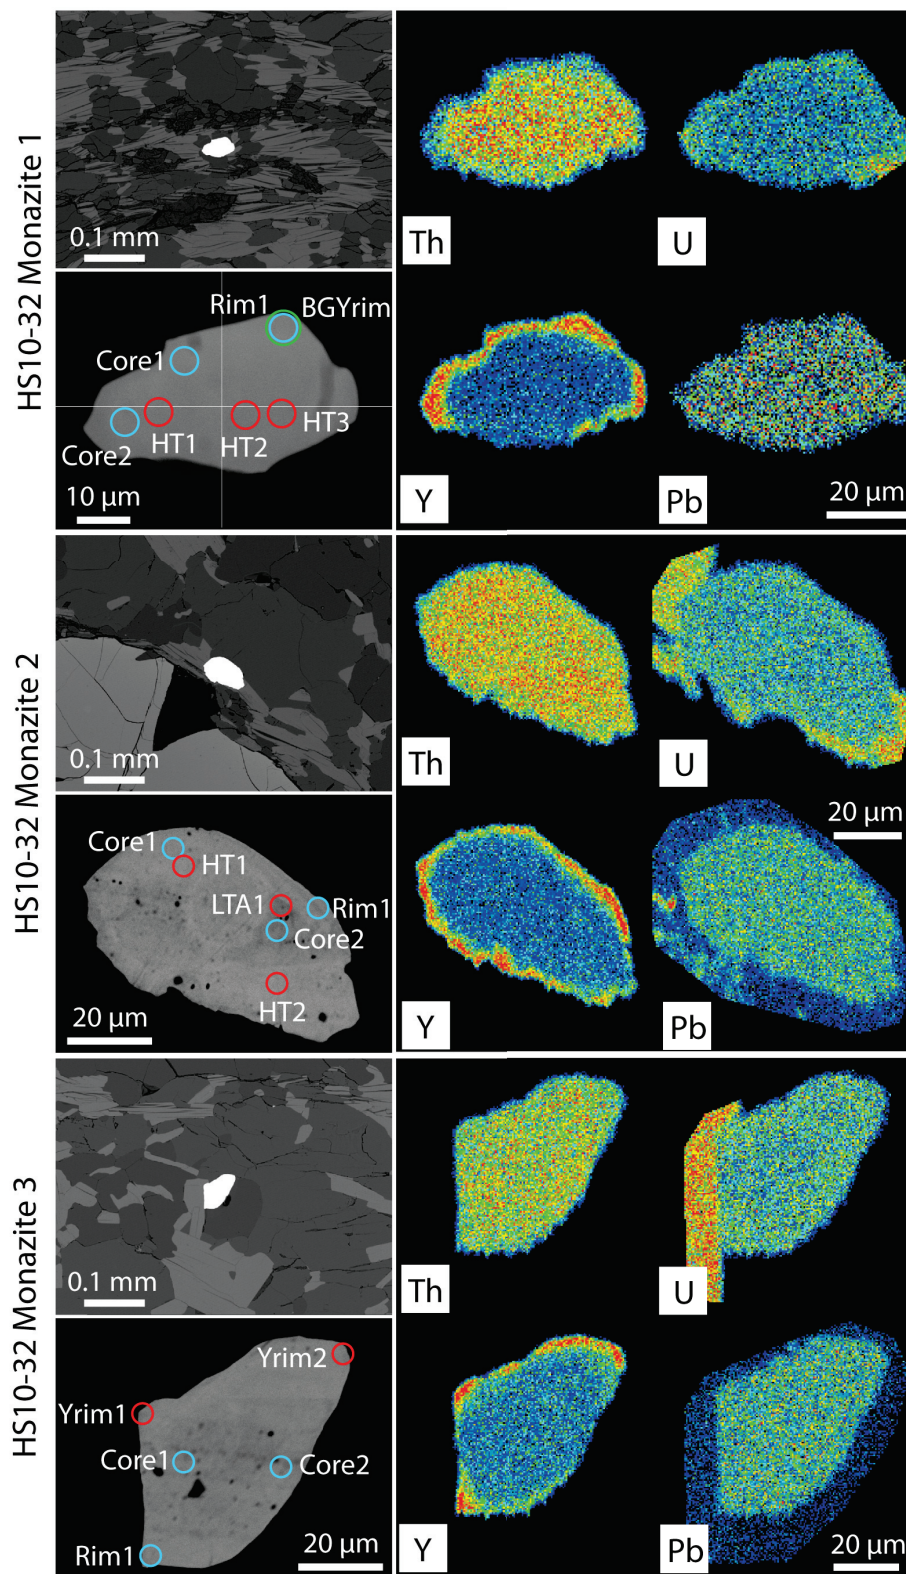 HS10-32 Monazite 1
0.1 mm
Th
U
Rim1
BGYrim
Core1
HT1
HT2
HT3
Core2
10 µm
Y
Pb
20 µm
HS10-32 Monazite 2
0.1 mm
Th
U
20 µm
Core1
HT1
LTA1
Rim1
Core2
HT2
20 µm
Y
Pb
HS10-32 Monazite 3
0.1 mm
Th
U
Yrim2
Yrim1
Core1
Core2
Rim1
20 µm
Y
Pb
20 µm